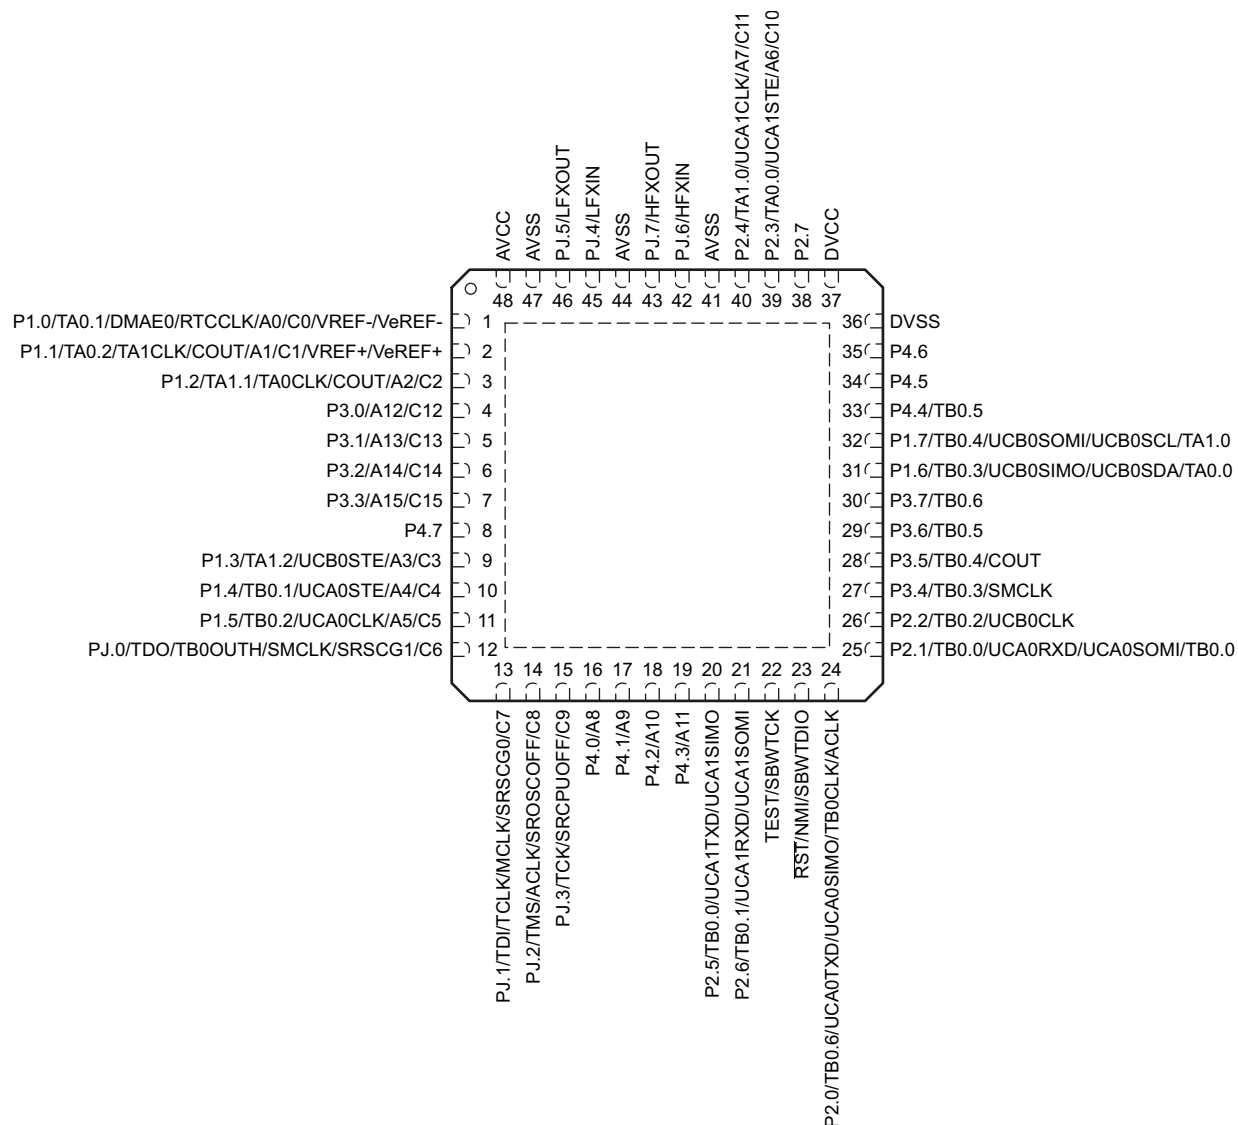 P2.4/TA1.0/UCA1CLK/A7/C11
P2.3/TA0.0/UCA1STE/A6/C10
AVCC
AVSS
PJ.5/LFXOUT
PJ.4/LFXIN
AVSS
PJ.7/HFXOUT
PJ.6/HFXIN
AVSS
P2.7
DVCC
48 47 46 45 44 43 42 41 40 39 38 37
P1.0/TA0.1/DMAE0/RTCCLK/A0/C0/VREF-/VeREF- 1
P1.1/TA0.2/TA1CLK/COUT/A1/C1/VREF+/VeREF+ 2
P1.2/TA1.1/TA0CLK/COUT/A2/C2 3
P3.0/A12/C12 4
P3.1/A13/C13 5
P3.2/A14/C14 6
P3.3/A15/C15 7
P4.7 8
P1.3/TA1.2/UCB0STE/A3/C3 9
P1.4/TB0.1/UCA0STE/A4/C4 10
P1.5/TB0.2/UCA0CLK/A5/C5 11
PJ.0/TDO/TB0OUTH/SMCLK/SRSCG1/C6 12
36 DVSS
35 P4.6
34 P4.5
33 P4.4/TB0.5
32 P1.7/TB0.4/UCB0SOMI/UCB0SCL/TA1.0
31 P1.6/TB0.3/UCB0SIMO/UCB0SDA/TA0.0
30 P3.7/TB0.6
29 P3.6/TB0.5
28 P3.5/TB0.4/COUT
27 P3.4/TB0.3/SMCLK
26 P2.2/TB0.2/UCB0CLK
25 P2.1/TB0.0/UCA0RXD/UCA0SOMI/TB0.0
13 14 15 16 17 18 19 20 21 22 23 24
PJ.1/TDI/TCLK/MCLK/SRSCG0/C7
PJ.2/TMS/ACLK/SROSCOFF/C8
PJ.3/TCK/SRCPUOFF/C9
P4.0/A8
P4.1/A9
P4.2/A10
P4.3/A11
P2.5/TB0.0/UCA1TXD/UCA1SIMO
P2.6/TB0.1/UCA1RXD/UCA1SOMI
TEST/SBWTCK
RST/NMI/SBWTDIO
P2.0/TB0.6/UCA0TXD/UCA0SIMO/TB0CLK/ACLK